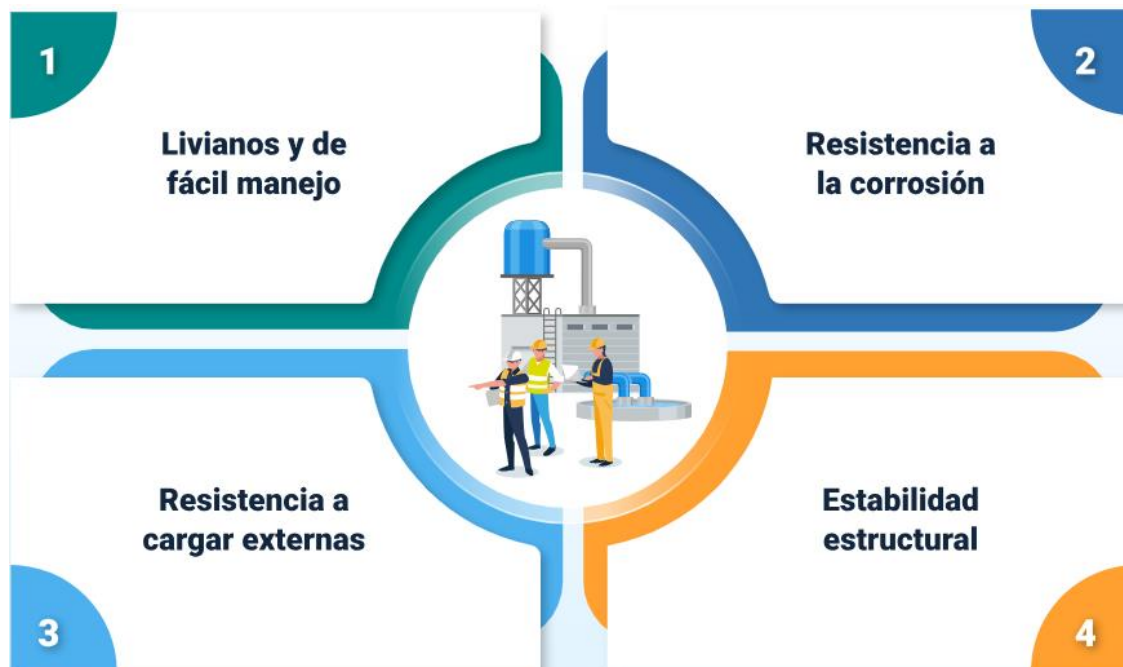 1
Livianos y de
fácil manejo
2
Resistencia a
la corrosión
3
Resistencia a
cargar externas
4
Estabilidad
estructural